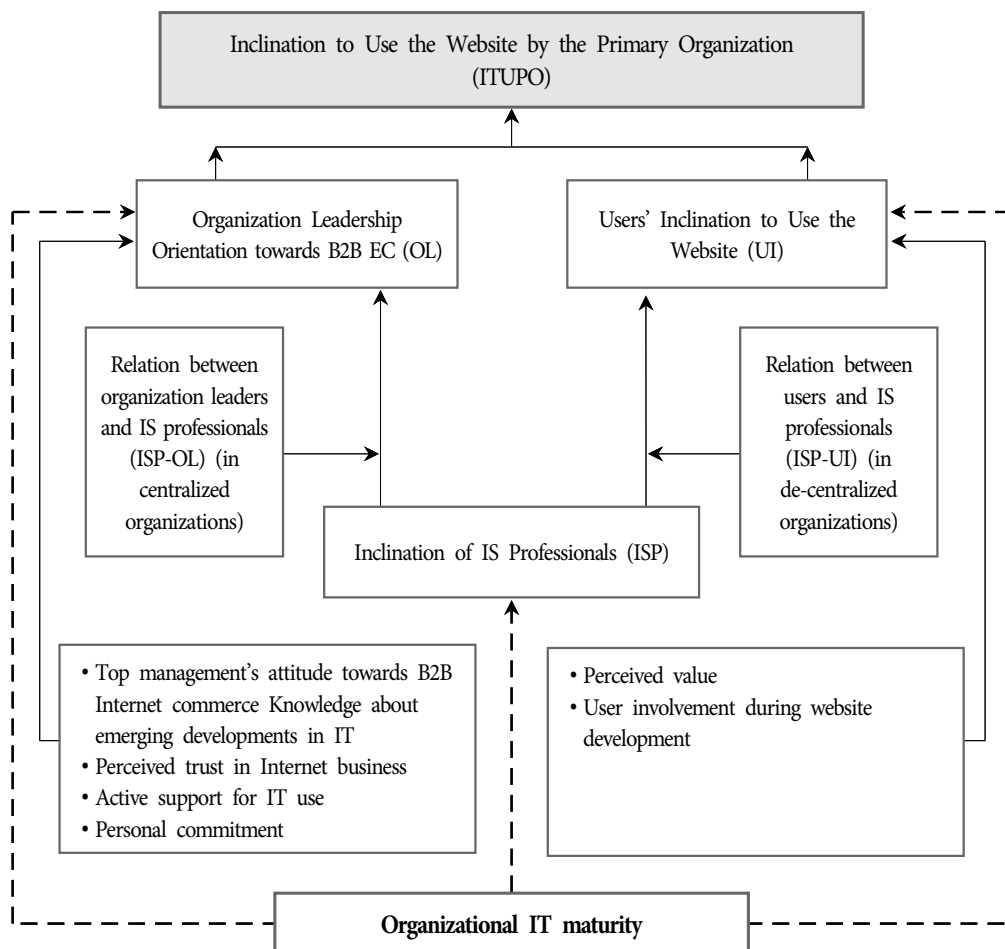 Inclination to Use the Website by the Primary Organization
(ITUPO)
Organization Leadership
Orientation towards B2B EC (OL)
Users' Inclination to Use the
Website (UI)
Relation between
organization leaders
and IS professionals
(ISP-OL) (in
centralized
organizations)
Relation between
users and IS
professionals
(ISP-UI) (in
de-centralized
organizations)
Inclination of IS Professionals (ISP)
• Top management's attitude towards B2B
Internet commerce Knowledge about
emerging developments in IT
• Perceived trust in Internet business
• Active support for IT use
• Personal commitment
• Perceived value
• User involvement during website
development
Organizational IT maturity